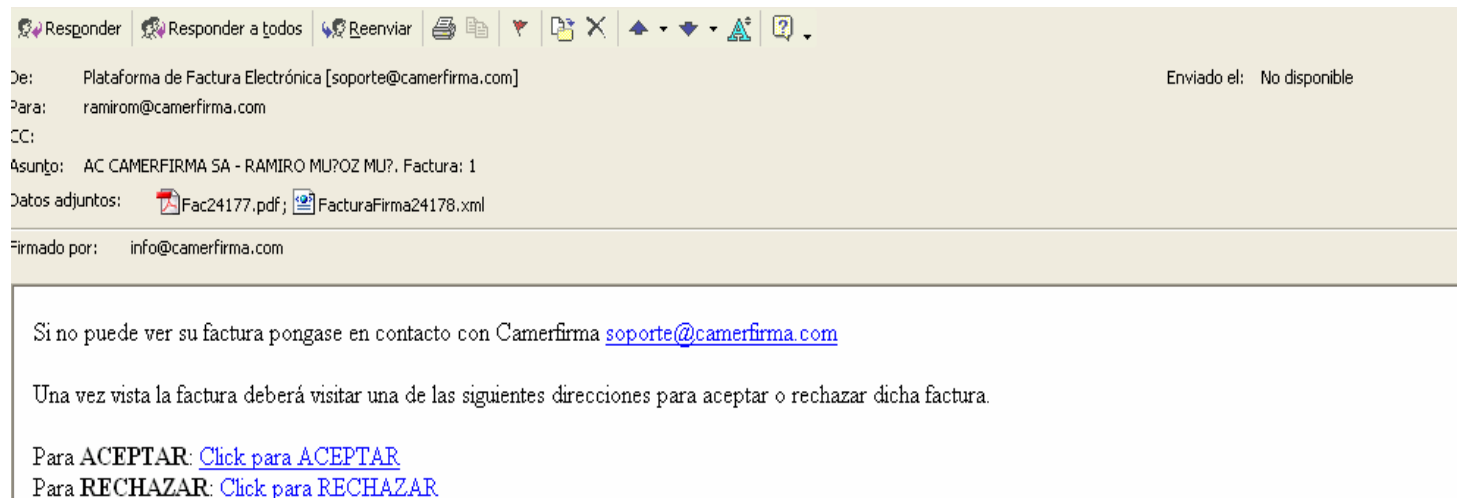 Responder Responder a todos Reenviar
De: Plataforma de Factura Electrónica [soporte@camerfirma.com] Enviado el: No disponible
Para: ramirom@camerfirma.com
CC:
Asunto: AC CAMERFIRMA SA - RAMIRO MU?OZ MU?. Factura: 1
Datos adjuntos: Fac24177.pdf; FacturaFirma24178.xml
Firmado por: info@camerfirma.com
Si no puede ver su factura pongase en contacto con Camerfirma soporte@camerfirma.com
Una vez vista la factura deberá visitar una de las siguientes direcciones para aceptar o rechazar dicha factura.
Para ACEPTAR: Click para ACEPTAR
Para RECHAZAR: Click para RECHAZAR